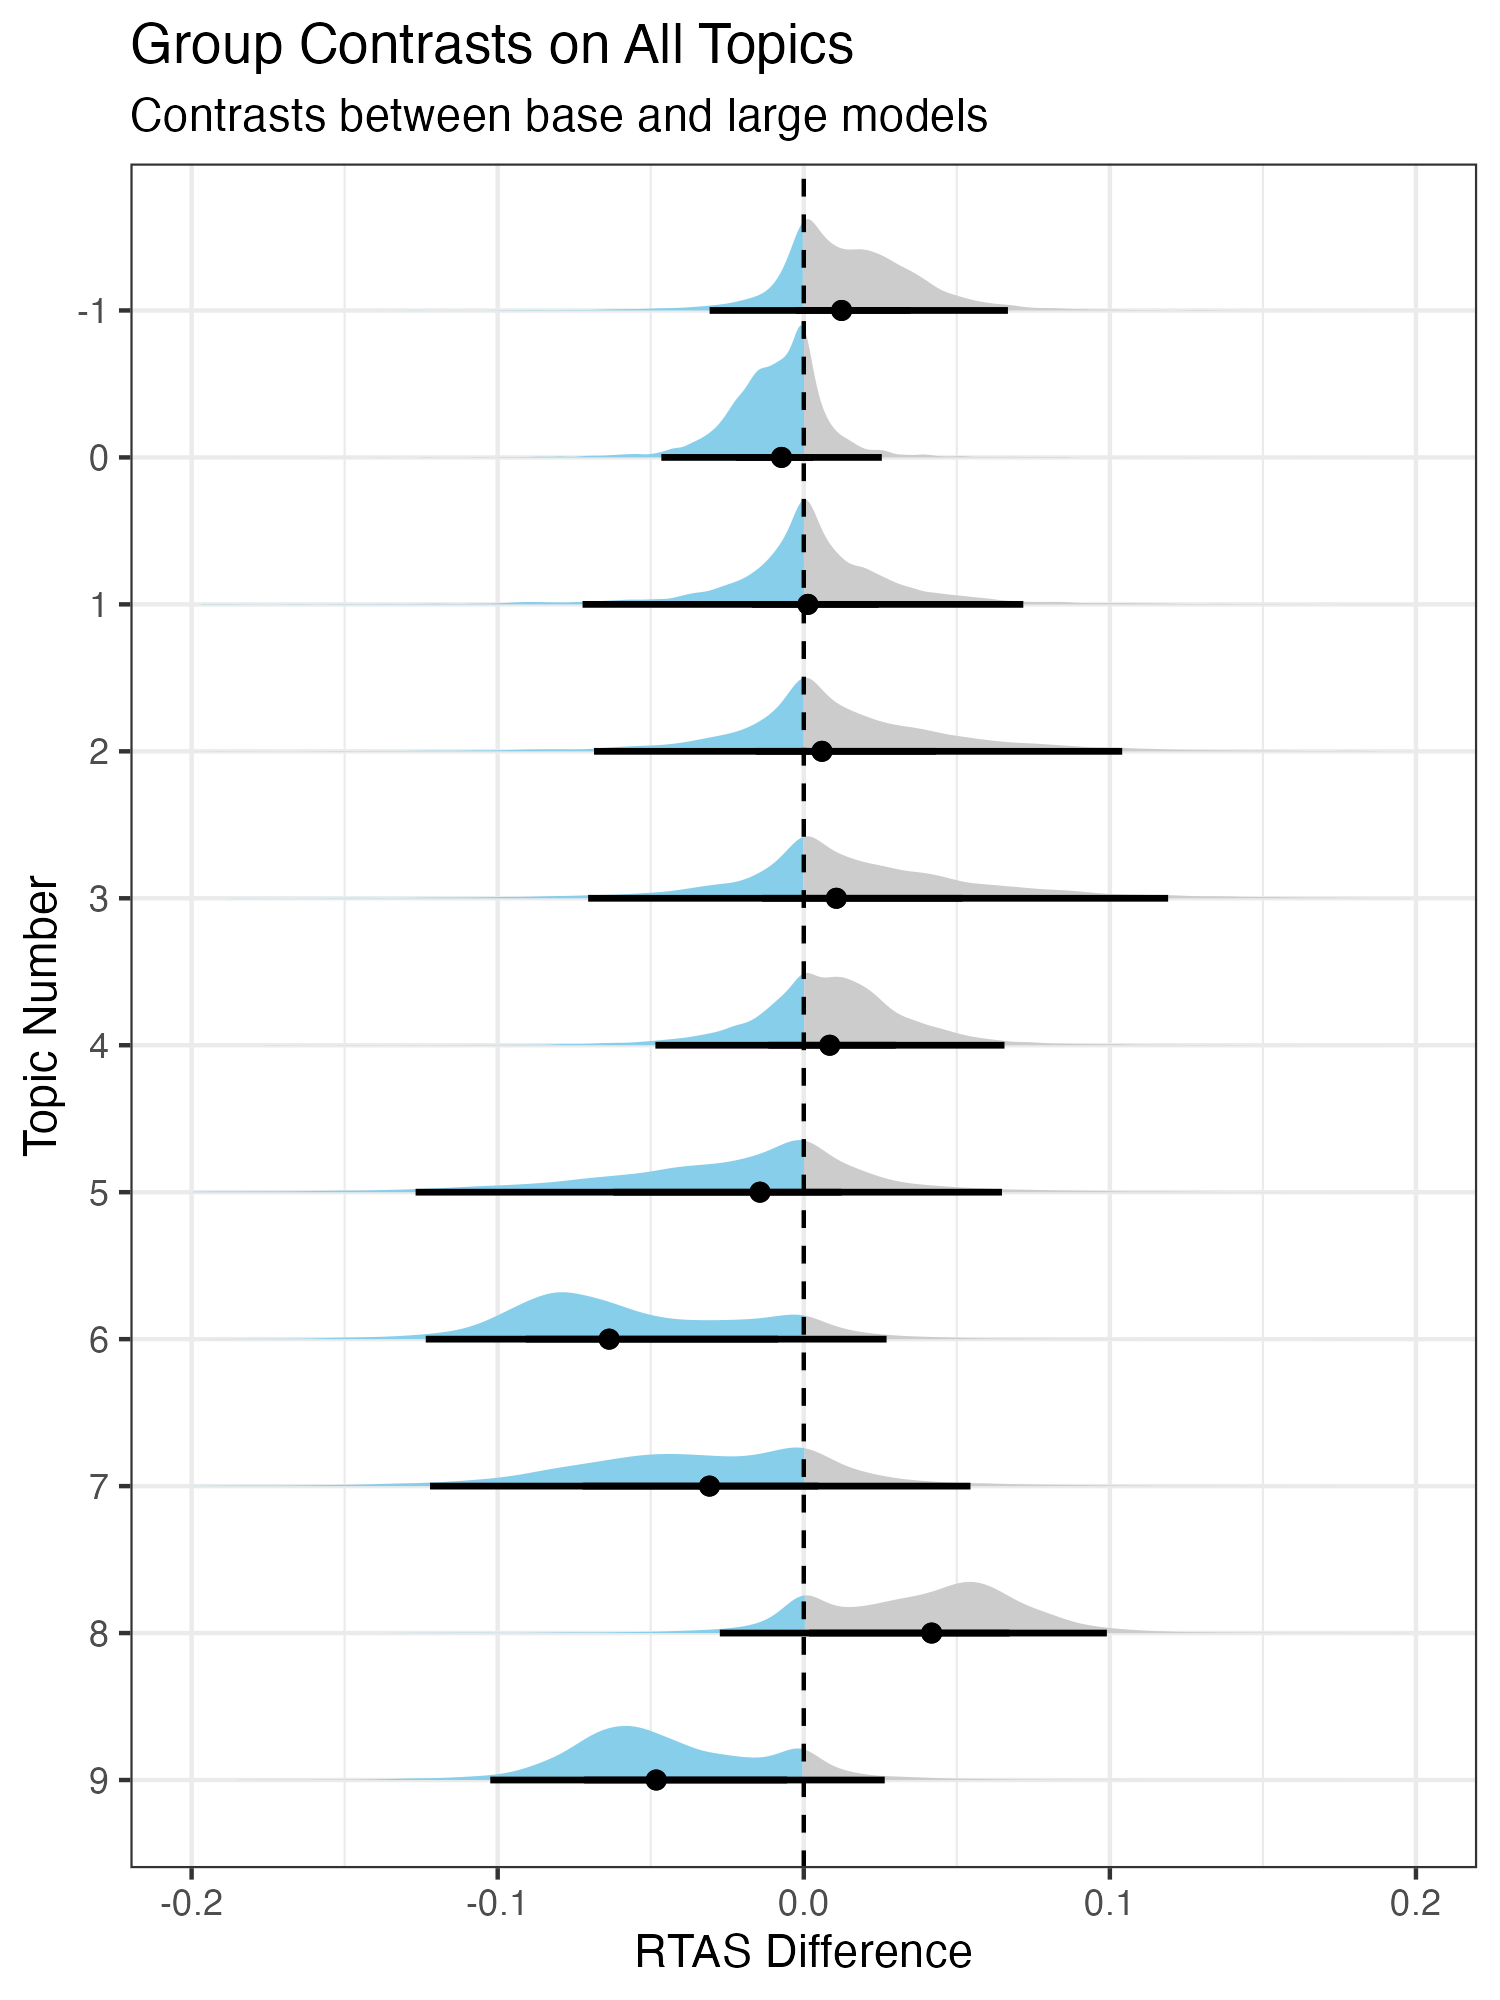 Group Contrasts on All Topics
Contrasts between base and large models
Topic Number
-1
0
1
2
3
4
5
6
7
8
9
-0.2 -0.1 0.0 0.1 0.2
RTAS Difference